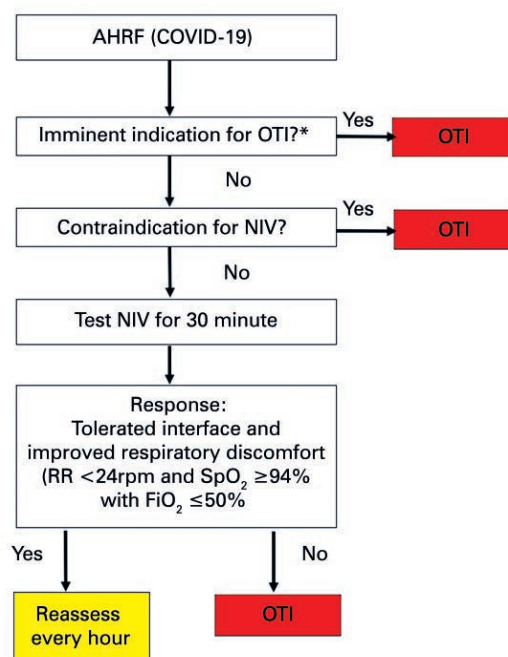 AHRF (COVID-19)
Imminent indication for OTI?*
Yes
OTI
No
Contraindication for NIV?
Yes
OTI
No
Test NIV for 30 minute
Response:
Tolerated interface and
improved respiratory discomfort
(RR <24rpm and SpO₂ ≥94%
with FiO₂ ≤50%
Yes
No
Reassess
every hour
OTI